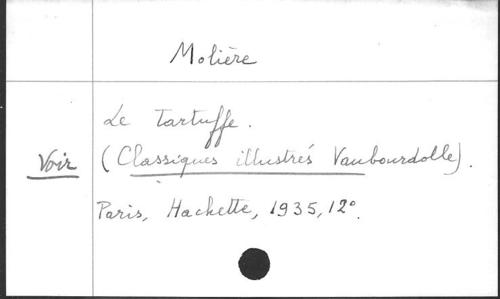 Molière
Le Tartuffe.
Voir (Classiques illustrés Vaubourdolle).
Paris, Hachette, 1935, 12°.